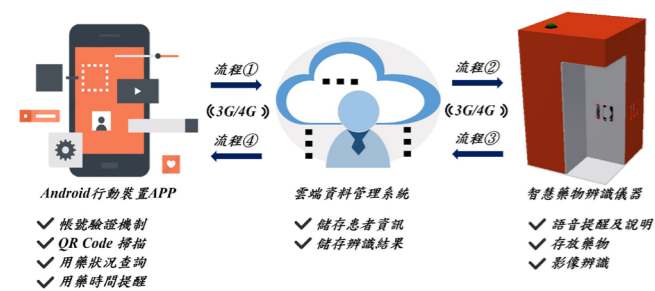 流程①
((3G/4G))
流程④
流程②
((3G/4G))
流程③
Android行動裝置APP
✓ 帳號驗證機制
✓ QR Code 掃描
✓ 用藥狀況查詢
✓ 用藥時間提醒
雲端資料管理系統
✓ 儲存患者資訊
✓ 儲存辨識結果
智慧藥物辨識儀器
✓ 語音提醒及說明
✓ 存放藥物
✓ 影像辨識